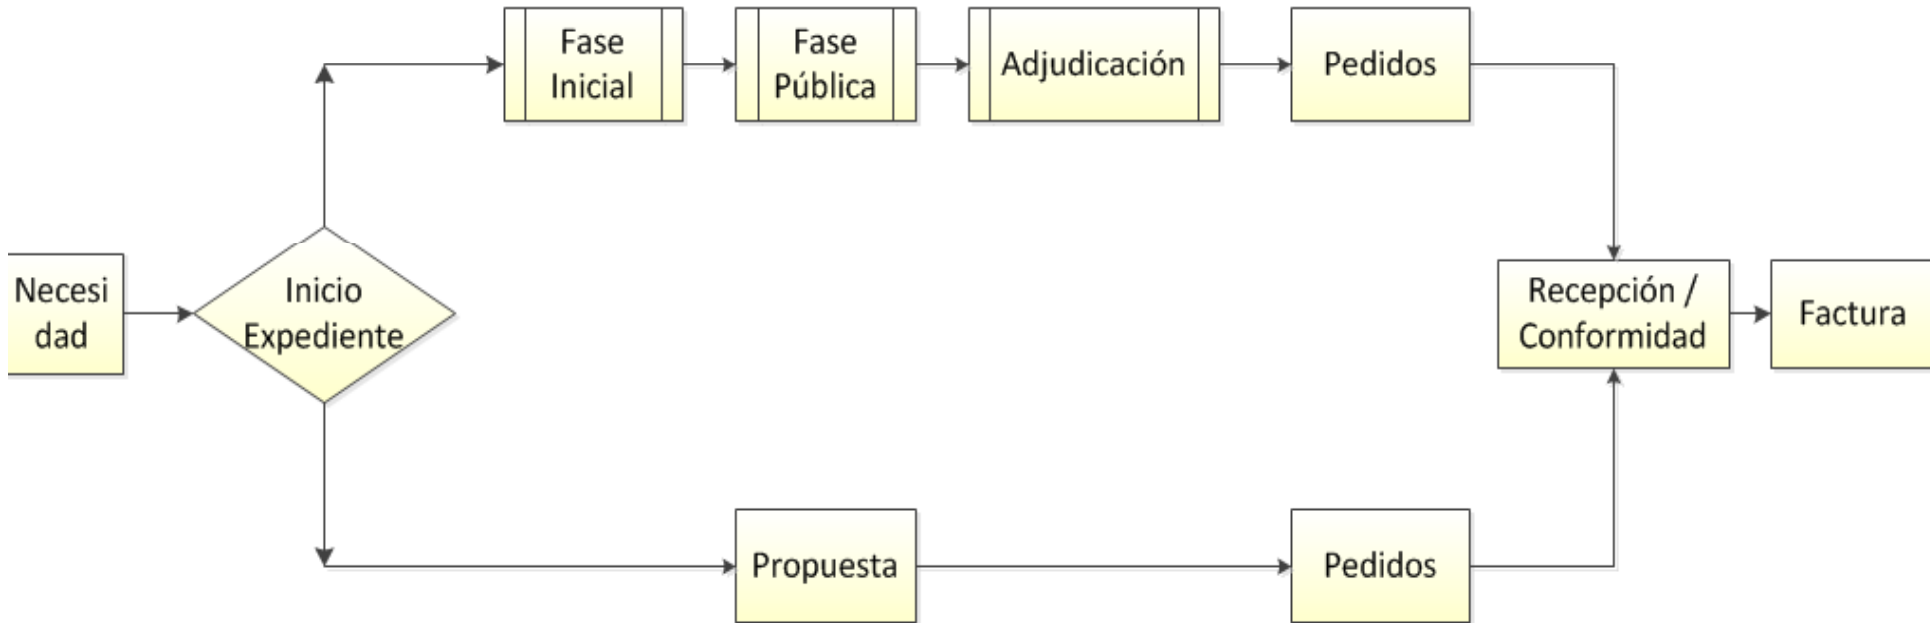 Fase
Inicial
Fase
Pública
Adjudicación
Pedidos
Necesi
dad
Inicio
Expediente
Recepción /
Conformidad
Factura
Propuesta
Pedidos